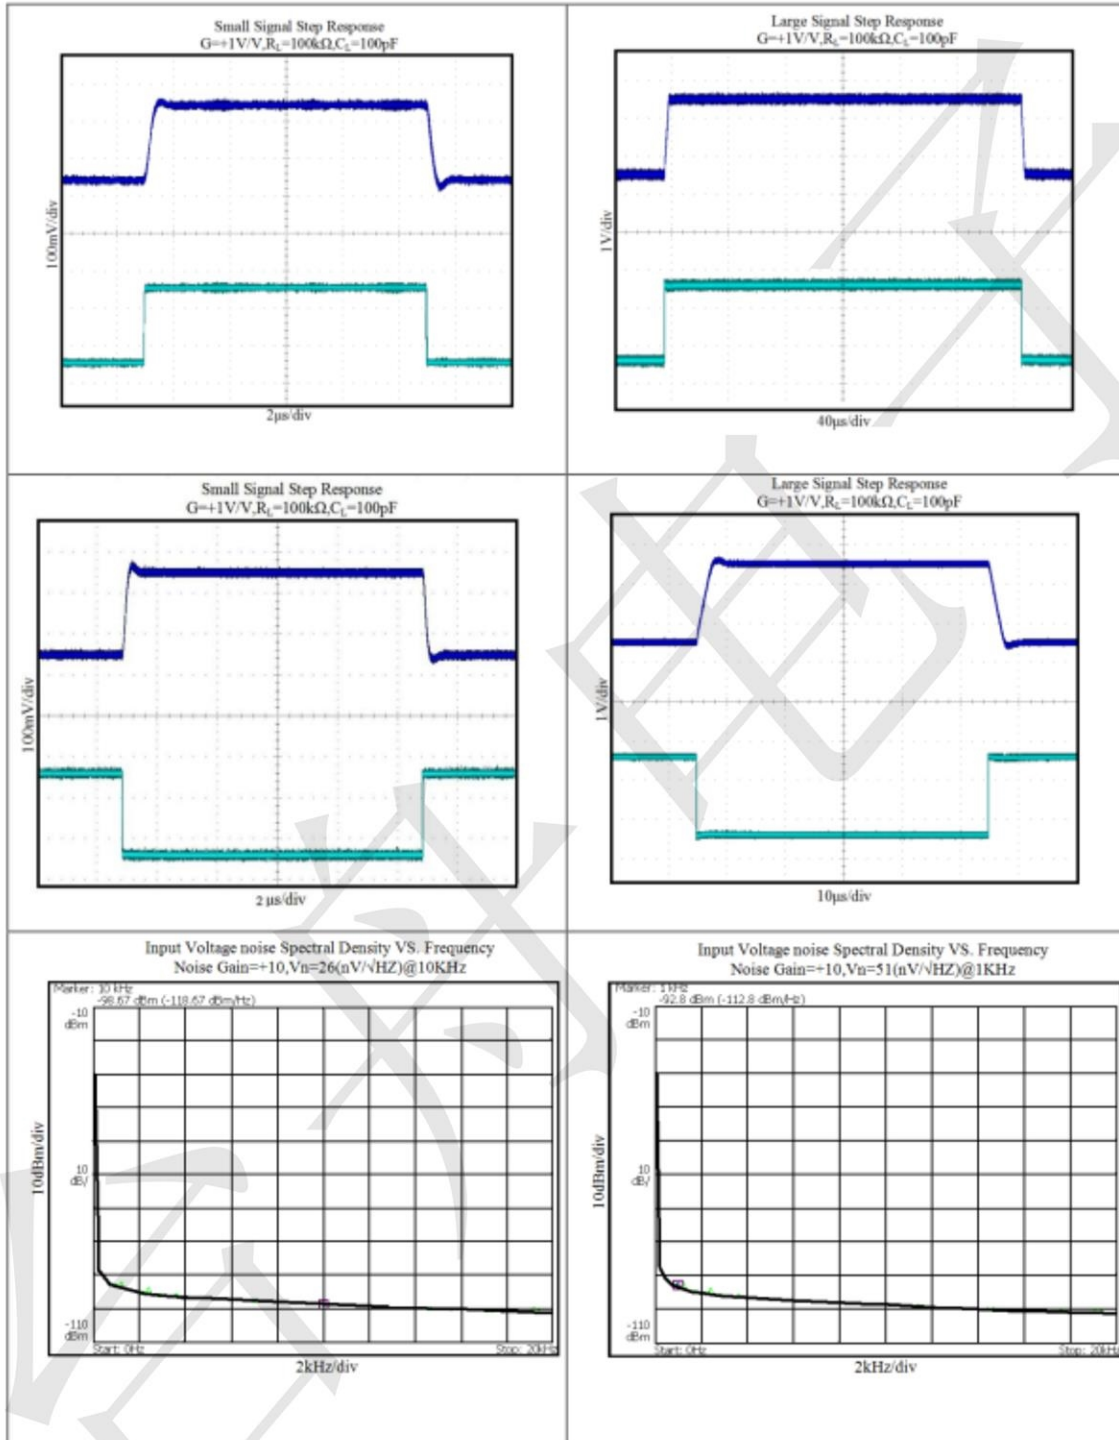 Small Signal Step Response
G=+1V/V,RL=100kΩ,CL=100pF
100mV/div
2μs/div
Large Signal Step Response
G=+1V/V,RL=100kΩ,CL=100pF
1V/div
40μs/div
Small Signal Step Response
G=+1V/V,RL=100kΩ,CL=100pF
100mV/div
2 μs/div
Large Signal Step Response
G=+1V/V,RL=100kΩ,CL=100pF
1V/div
10μs/div
Input Voltage noise Spectral Density VS. Frequency
Noise Gain=+10,Vn=26(nV/√HZ)@10KHz
Marker: 10 kHz
-98.67 dBm (-118.67 dBm/Hz)
-10
dBm
10
dB/
-110
dBm
10dBm/div
Start: 0Hz
Stop: 20kHz
2kHz/div
Input Voltage noise Spectral Density VS. Frequency
Noise Gain=+10,Vn=51(nV/√HZ)@1KHz
Marker: 1 kHz
-92.8 dBm (-112.8 dBm/Hz)
-10
dBm
10
dB/
-110
dBm
10dBm/div
Start: 0Hz
Stop: 20kHz
2kHz/div